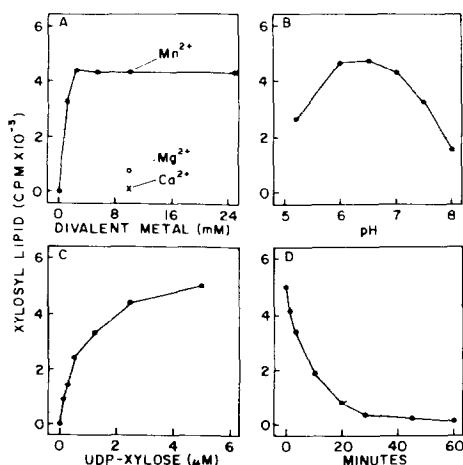 XYLOSYL LIPID (CPM X 10⁻³)
A
6
4
2
0
Mn²⁺
Mg²⁺
Ca²⁺
0 8 16 24
DIVALENT METAL (mM)
B
6
4
2
0
5 6 7 8
pH
C
6
4
2
0
0 2 4 6
UDP-XYLOSE (μM)
D
6
4
2
0
0 20 40 60
MINUTES